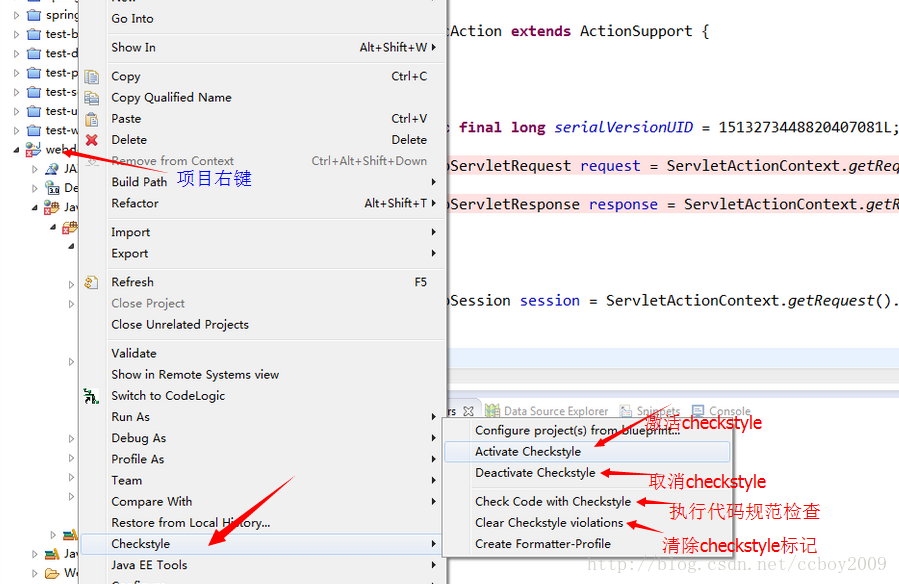 spring
test-b
test-d
test-p
test-s
test-u
test-w
webd
JA
De
Jav
Jav
We
Go Into
Show In Alt+Shift+W
Copy Ctrl+C
Copy Qualified Name
Paste Ctrl+V
Delete Delete
Remove from Context Ctrl+Alt+Shift+Down
Build Path
项目右键
Refactor Alt+Shift+T
Import
Export
Refresh F5
Close Project
Close Unrelated Projects
Validate
Show in Remote Systems view
Switch to CodeLogic
Run As
Debug As
Profile As
Team
Compare With
Restore from Local History...
Checkstyle
Java EE Tools
Action extends ActionSupport {
final long serialVersionUID = 1513273448820407081L;
ServletRequest request = ServletActionContext.getReq
ServletResponse response = ServletActionContext.getR
Session session = ServletActionContext.getRequest().
rs Data Source Explorer Snippets Console
Configure project(s) from blueprint...
激活checkstyle
Activate Checkstyle
Deactivate Checkstyle
取消checkstyle
Check Code with Checkstyle
执行代码规范检查
Clear Checkstyle violations
清除checkstyle标记
Create Formatter-Profile
http://blog.csdn.net/ccboy2009